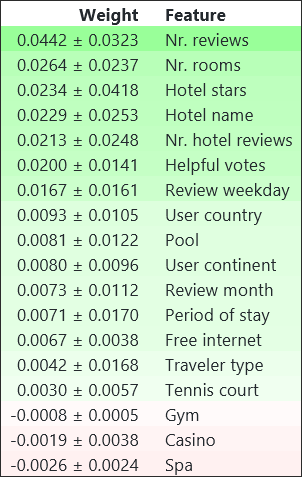 Weight Feature
0.0442 ± 0.0323 Nr. reviews
0.0264 ± 0.0237 Nr. rooms
0.0234 ± 0.0418 Hotel stars
0.0229 ± 0.0253 Hotel name
0.0213 ± 0.0248 Nr. hotel reviews
0.0200 ± 0.0141 Helpful votes
0.0167 ± 0.0161 Review weekday
0.0093 ± 0.0105 User country
0.0081 ± 0.0122 Pool
0.0080 ± 0.0096 User continent
0.0073 ± 0.0112 Review month
0.0071 ± 0.0170 Period of stay
0.0067 ± 0.0038 Free internet
0.0042 ± 0.0168 Traveler type
0.0030 ± 0.0057 Tennis court
-0.0008 ± 0.0005 Gym
-0.0019 ± 0.0038 Casino
-0.0026 ± 0.0024 Spa